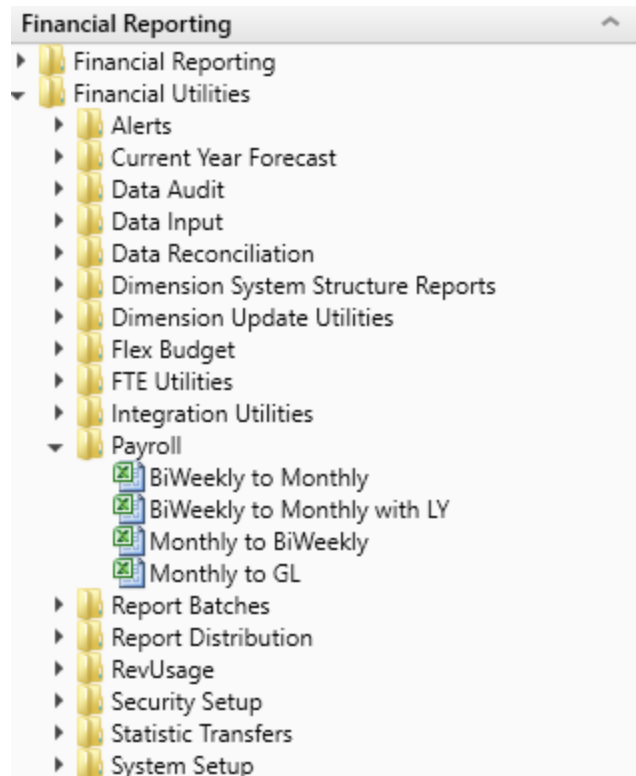 Financial Reporting
Financial Reporting
Financial Utilities
Alerts
Current Year Forecast
Data Audit
Data Input
Data Reconciliation
Dimension System Structure Reports
Dimension Update Utilities
Flex Budget
FTE Utilities
Integration Utilities
Payroll
BiWeekly to Monthly
BiWeekly to Monthly with LY
Monthly to BiWeekly
Monthly to GL
Report Batches
Report Distribution
RevUsage
Security Setup
Statistic Transfers
System Setup